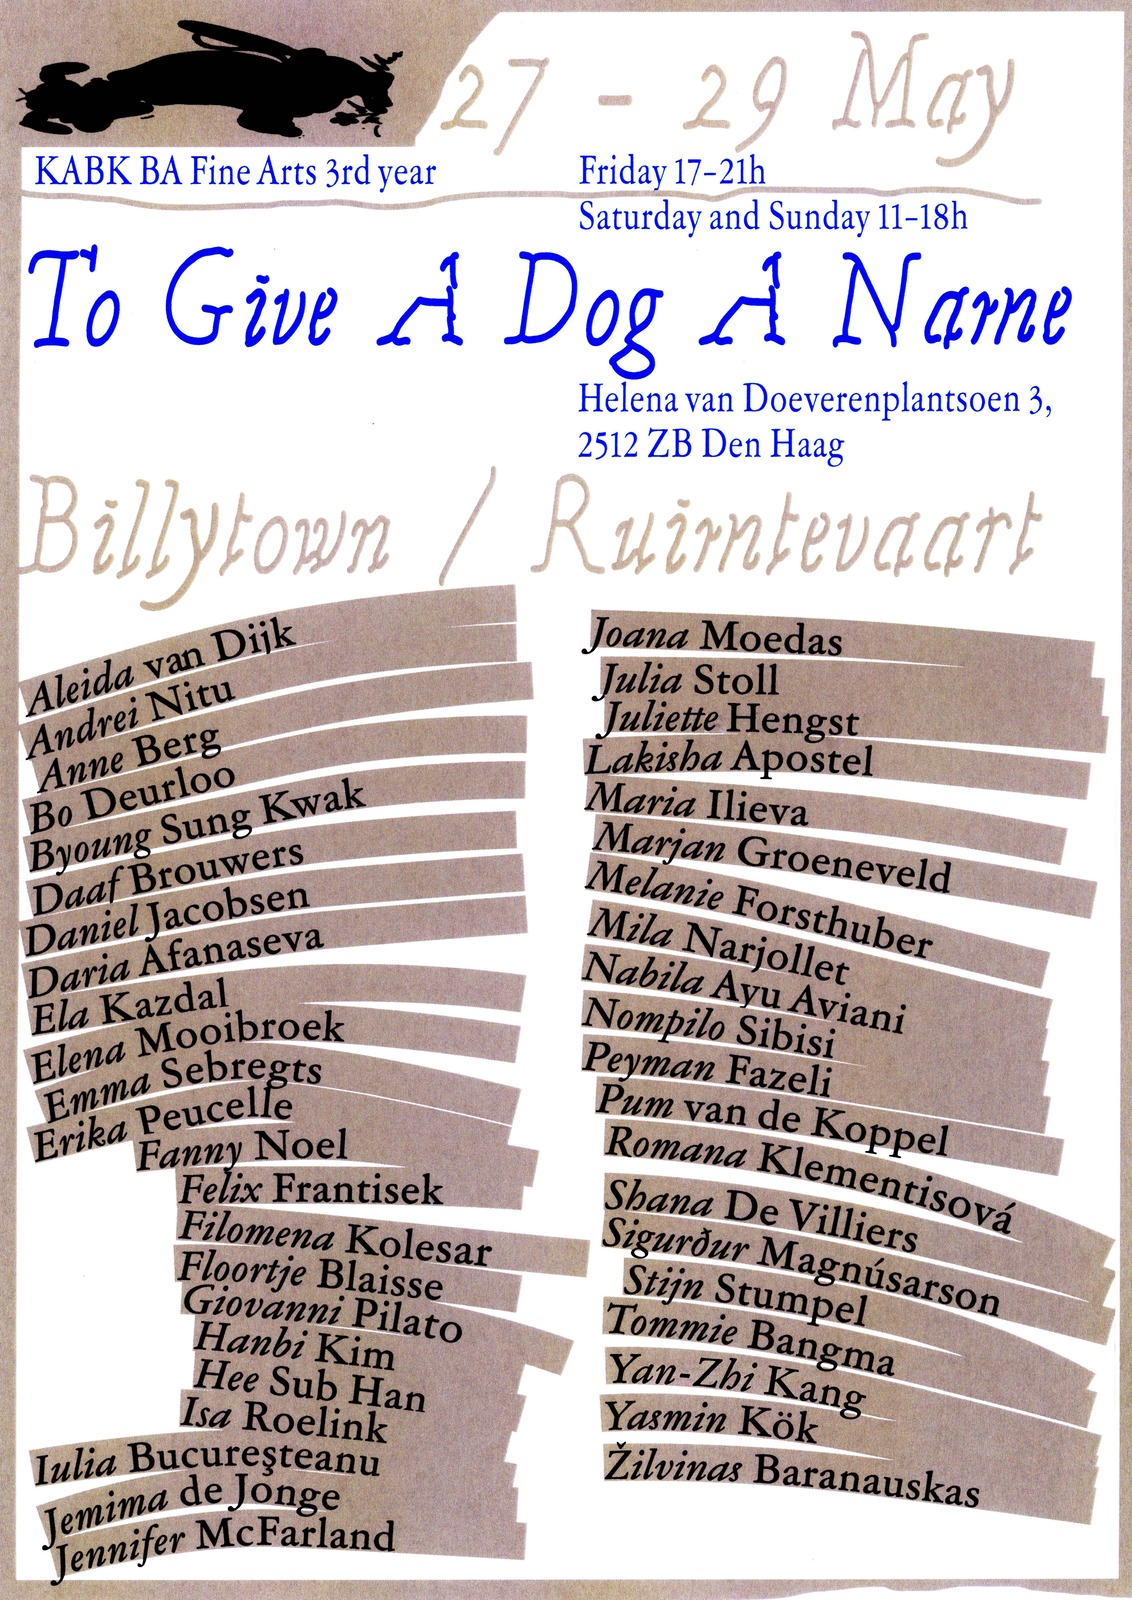 27 - 29 May
KABK BA Fine Arts 3rd year
Friday 17-21h
Saturday and Sunday 11-18h
To Give A Dog A Name
Helena van Doeverenplantsoen 3,
2512 ZB Den Haag
Billytown / Ruimtevaart
Aleida van Dijk
Andrei Nitu
Anne Berg
Bo Deurloo
Byoung Sung Kwak
Daaf Brouwers
Daniel Jacobsen
Daria Afanaseva
Ela Kazdal
Elena Mooibroek
Emma Sebregts
Erika Peucelle
Fanny Noel
Felix Frantisek
Filomena Kolesar
Floortje Blaisse
Giovanni Pilato
Hanbi Kim
Hee Sub Han
Isa Roelink
Iulia Bucureşteanu
Jemima de Jonge
Jennifer McFarland
Joana Moedas
Julia Stoll
Juliette Hengst
Lakisha Apostel
Maria Ilieva
Marjan Groeneveld
Melanie Forsthuber
Mila Narjollet
Nabila Ayu Aviani
Nompilo Sibisi
Peyman Fazeli
Pum van de Koppel
Romana Klementisová
Shana De Villiers
Sigurður Magnúsarson
Stijn Stumpel
Tommie Bangma
Yan-Zhi Kang
Yasmin Kök
Žilvinas Baranauskas